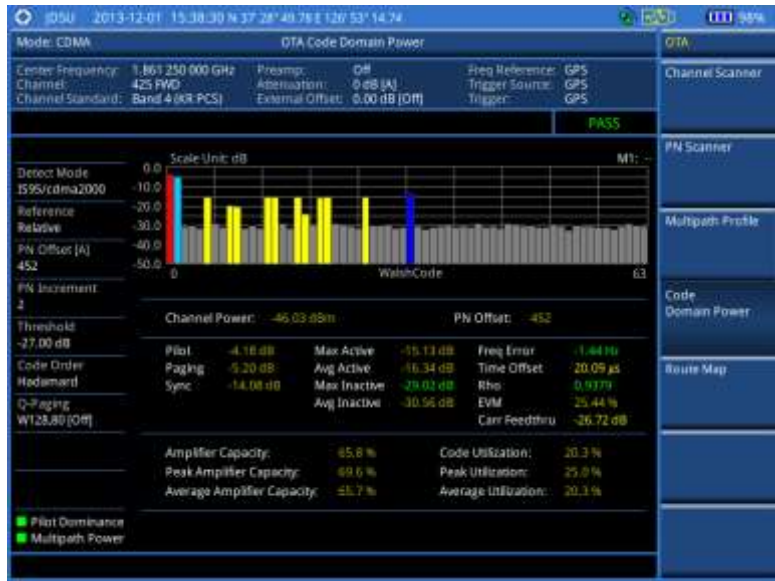 JDSU 2013-12-01 15:38:30 N 37° 28' 49.76 E 126° 53' 14.74 98%
Mode: CDMA OTA Code Domain Power OTA
Center Frequency: 1.861 250 000 GHz Preamp: Off Freq Reference: GPS
Channel: 425 FWD Attenuation: 0 dB [A] Trigger Source: GPS
Channel Standard: Band 4 (KR PCS) External Offset: 0.00 dB [Off] Trigger: GPS
Channel Scanner
PASS
PN Scanner
Scale Unit: dB M1: --
Detect Mode
IS95/cdma2000
Reference
Relative
PN Offset [A]
452
PN Increment
2
Threshold
-27.00 dB
Code Order
Hadamard
Q-Paging
W128,80 [Off]
0.0
-10.0
-20.0
-30.0
-40.0
-50.0
0 WalshCode 63
Multipath Profile
Code
Domain Power
Route Map
Channel Power: -46.03 dBm PN Offset: 452
Pilot -4.18 dB Max Active -15.13 dB Freq Error -1.44 Hz
Paging -5.20 dB Avg Active -16.34 dB Time Offset 20.09 µs
Sync -14.08 dB Max Inactive -29.02 dB Rho 0.9379
Avg Inactive -30.56 dB EVM 25.44 %
Carr Feedthru -26.72 dB
Amplifier Capacity: 65.8 % Code Utilization: 20.3 %
Peak Amplifier Capacity: 69.6 % Peak Utilization: 25.0 %
Average Amplifier Capacity: 65.7 % Average Utilization: 20.3 %
Pilot Dominance
Multipath Power